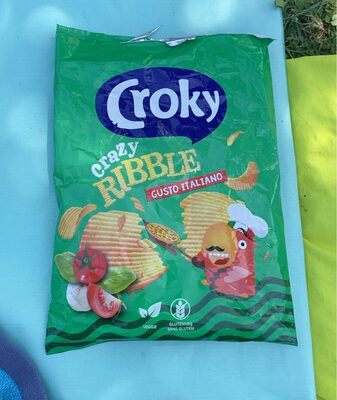 Croky
crazy
RIBBLE
GUSTO ITALIANO
VEGGIE
GLUTENVRIJ
SANS GLUTEN